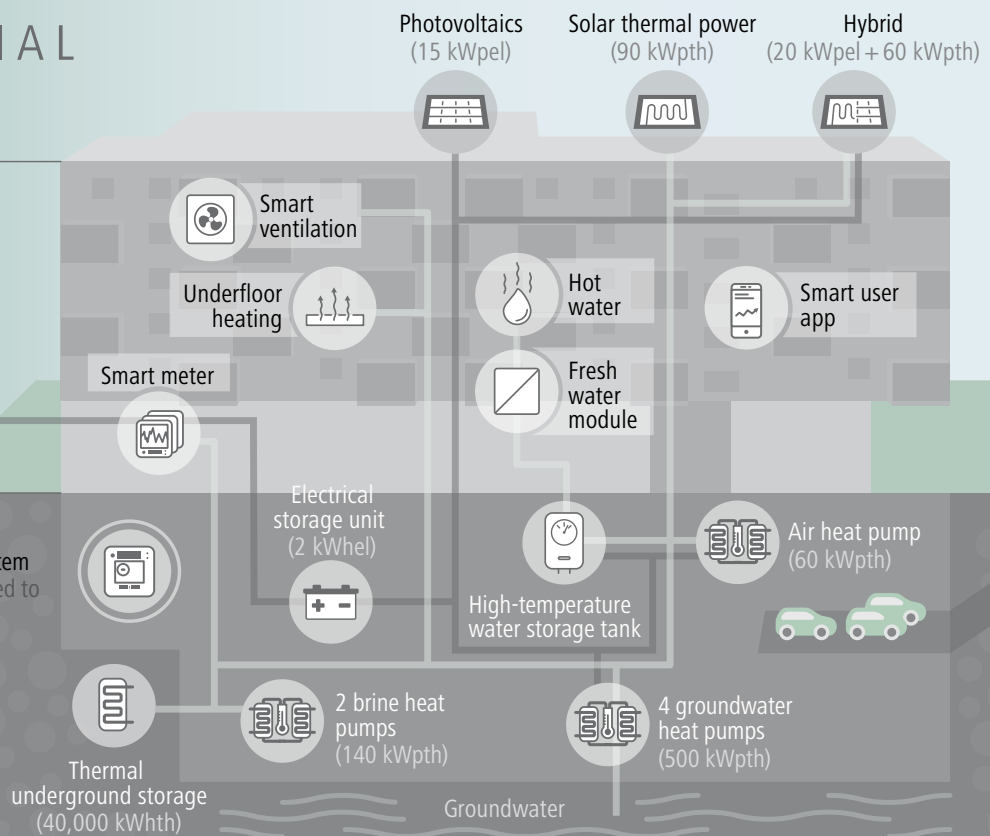 Photovoltaics
(15 kWpel)
Solar thermal power
(90 kWpth)
Hybrid
(20 kWpel + 60 kWpth)
Smart
ventilation
Underfloor
heating
Hot
water
Smart user
app
Smart meter
Fresh
water
module
Electrical
storage unit
(2 kWhel)
Air heat pump
(60 kWpth)
High-temperature
water storage tank
ed to
2 brine heat
pumps
(140 kWpth)
4 groundwater
heat pumps
(500 kWpth)
Thermal
underground storage
(40,000 kWhth)
Groundwater